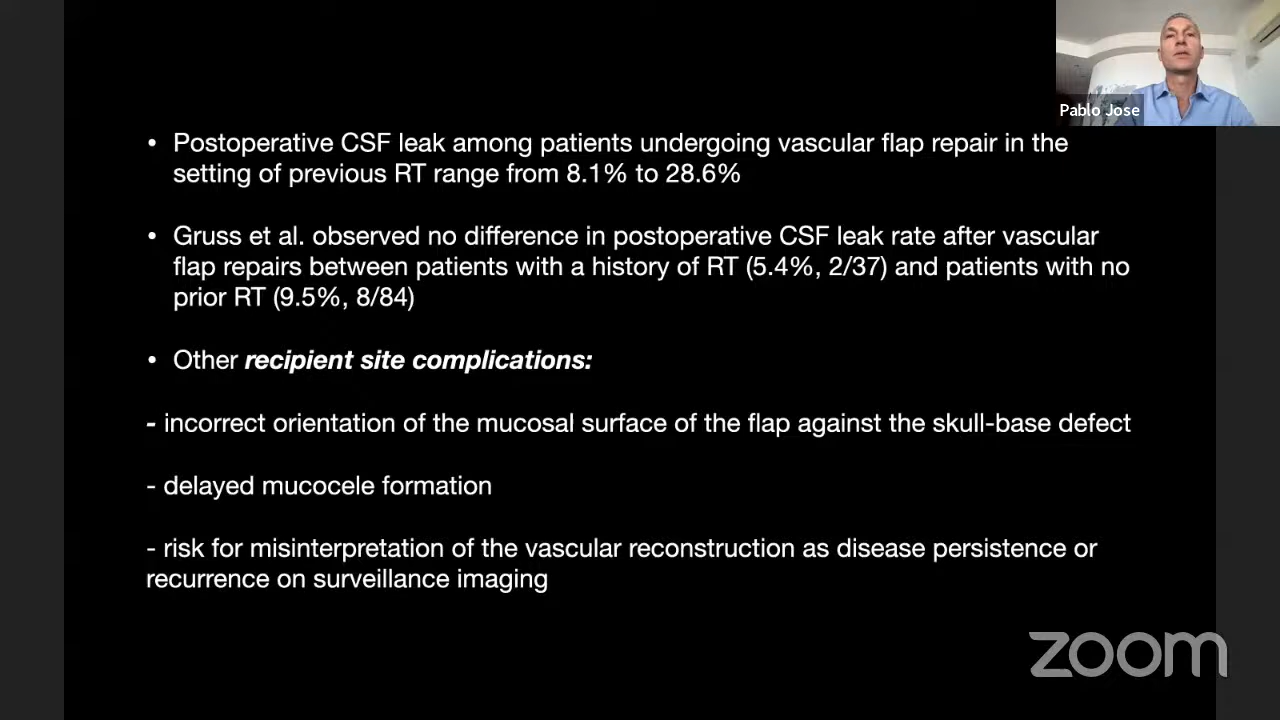 Pablo Jose
• Postoperative CSF leak among patients undergoing vascular flap repair in the
setting of previous RT range from 8.1% to 28.6%
• Gruss et al. observed no difference in postoperative CSF leak rate after vascular
flap repairs between patients with a history of RT (5.4%, 2/37) and patients with no
prior RT (9.5%, 8/84)
• Other recipient site complications:
- incorrect orientation of the mucosal surface of the flap against the skull-base defect
- delayed mucocele formation
- risk for misinterpretation of the vascular reconstruction as disease persistence or
recurrence on surveillance imaging
zoom